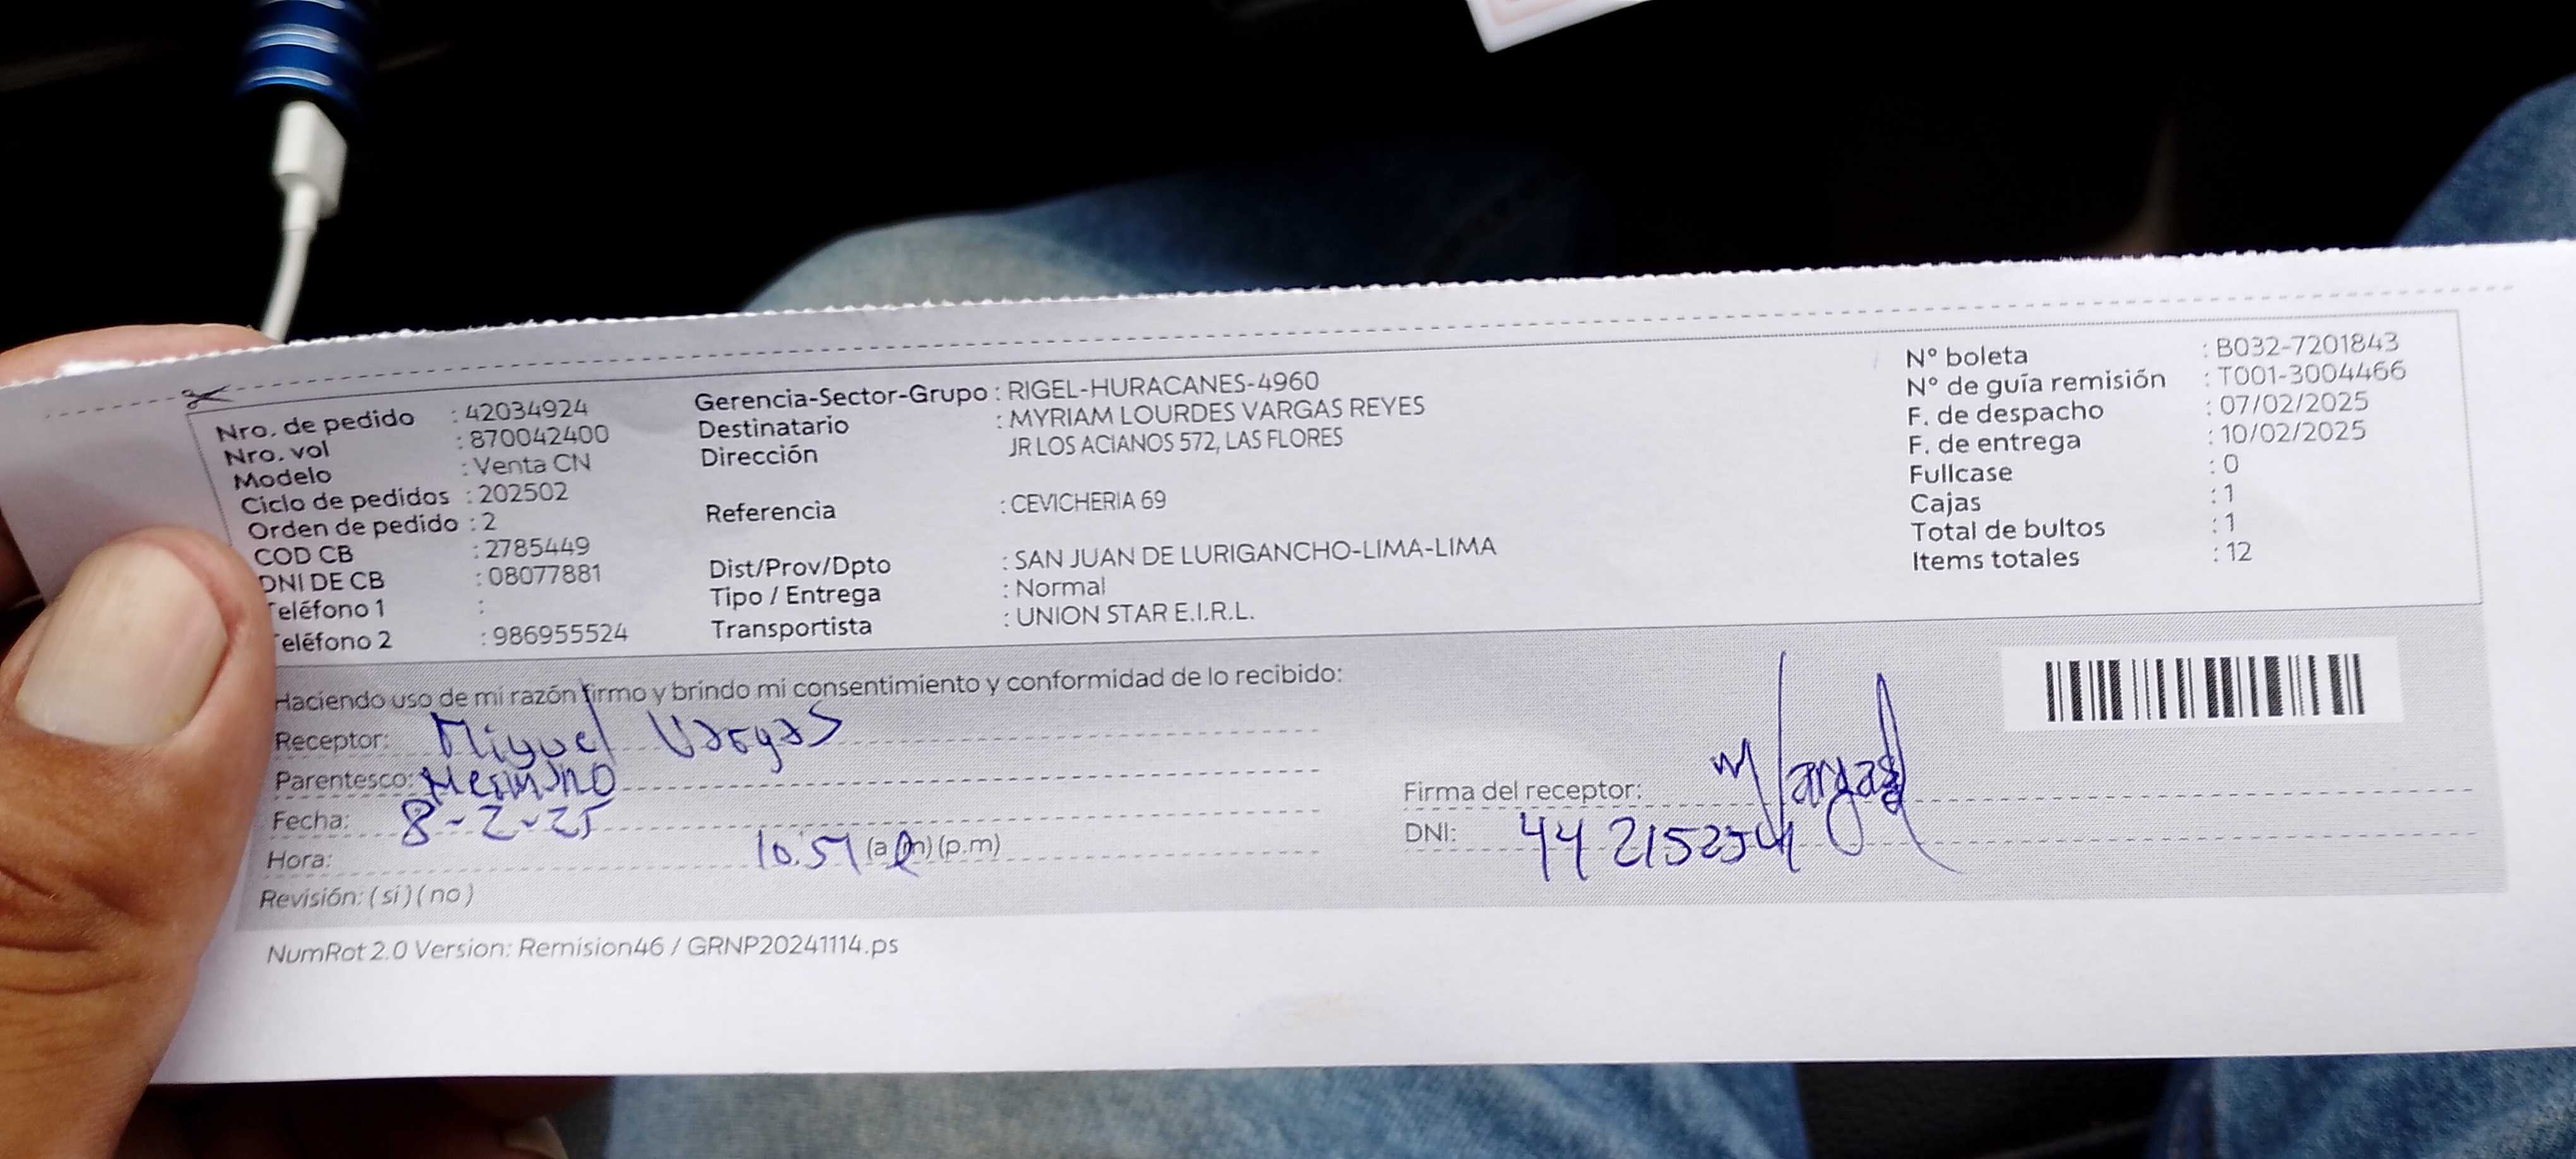 Nro. de pedido : 42034924
Nro. vol : 870042400
Modelo : Venta CN
Ciclo de pedidos : 202502
Orden de pedido : 2
COD CB : 2785449
DNI DE CB : 08077881
Teléfono 1 :
Teléfono 2 : 986955524
Gerencia-Sector-Grupo : RIGEL-HURACANES-4960
Destinatario : MYRIAM LOURDES VARGAS REYES
Dirección JR LOS ACIANOS 572, LAS FLORES
Referencia : CEVICHERIA 69
Dist/Prov/Dpto : SAN JUAN DE LURIGANCHO-LIMA-LIMA
Tipo / Entrega : Normal
Transportista : UNION STAR E.I.R.L.
N° boleta : B032-7201843
N° de guía remisión : T001-3004466
F. de despacho : 07/02/2025
F. de entrega : 10/02/2025
Fullcase : 0
Cajas : 1
Total de bultos : 1
Items totales : 12
Haciendo uso de mi razón firmo y brindo mi consentimiento y conformidad de lo recibido:
Receptor: Miguel Vargas
Parentesco: Hermano
Fecha: 8-2-25
Hora: 10:51 (a.m) (p.m)
Revisión: (si) (no)
Firma del receptor: M Vargas
DNI:
NumRot 2.0 Version: Remision46 / GRNP20241114.ps